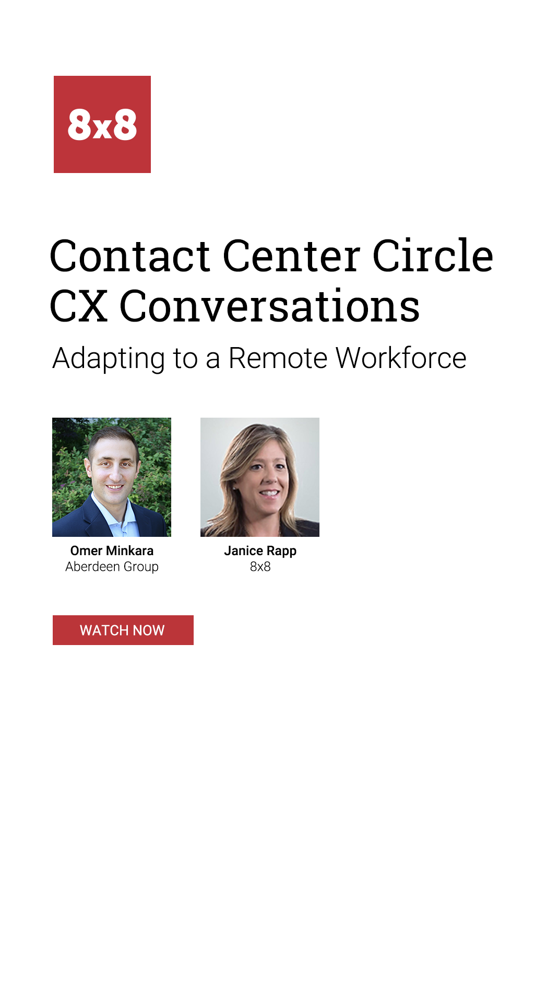 8x8
Contact Center Circle
CX Conversations
Adapting to a Remote Workforce
Omer Minkara
Aberdeen Group
Janice Rapp
8x8
WATCH NOW